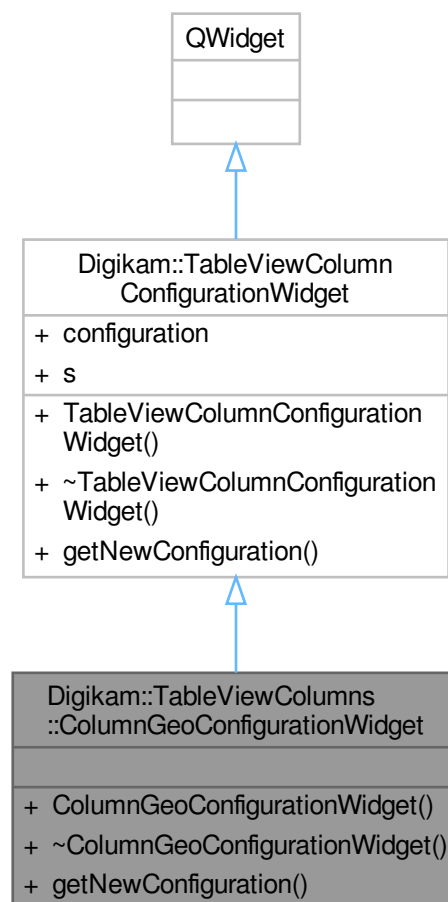 QWidget
Digikam::TableViewColumn
ConfigurationWidget
+ configuration
+ s
+ TableViewColumnConfiguration
Widget()
+ ~TableViewColumnConfiguration
Widget()
+ getNewConfiguration()
Digikam::TableViewColumns
::ColumnGeoConfigurationWidget
+ ColumnGeoConfigurationWidget()
+ ~ColumnGeoConfigurationWidget()
+ getNewConfiguration()